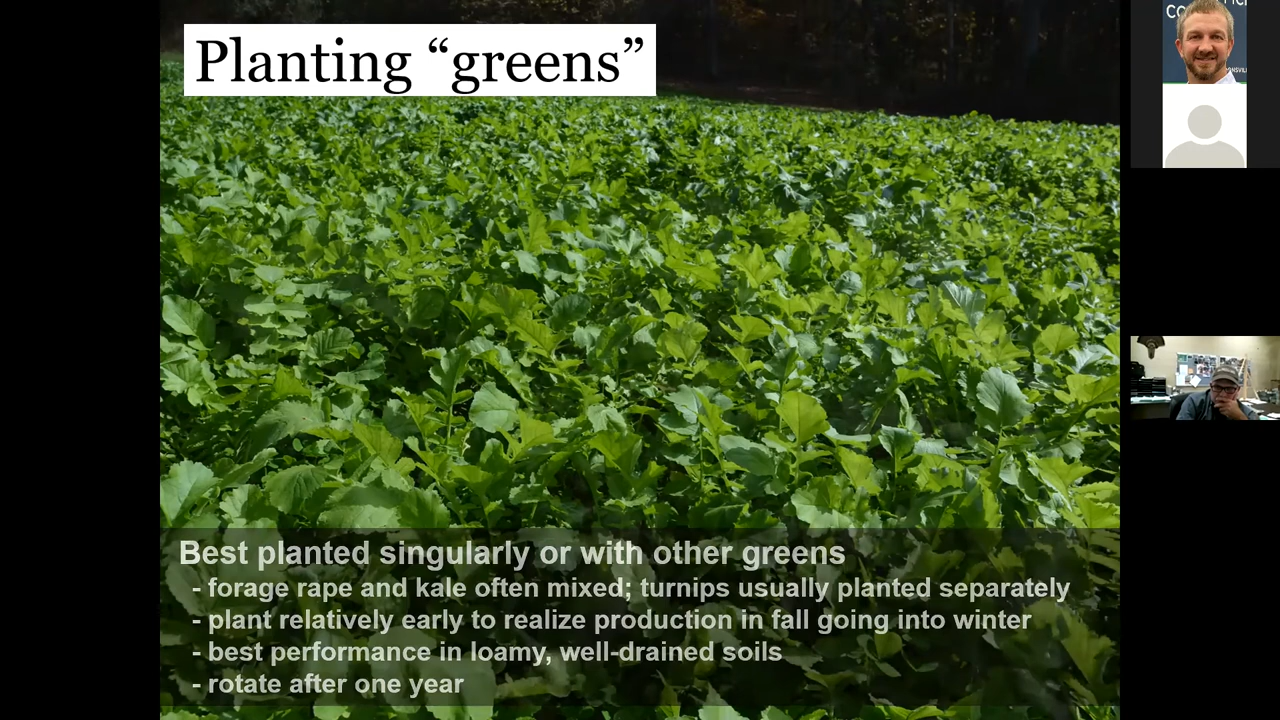 Planting “greens”
Best planted singularly or with other greens
- forage rape and kale often mixed; turnips usually planted separately
- plant relatively early to realize production in fall going into winter
- best performance in loamy, well-drained soils
- rotate after one year